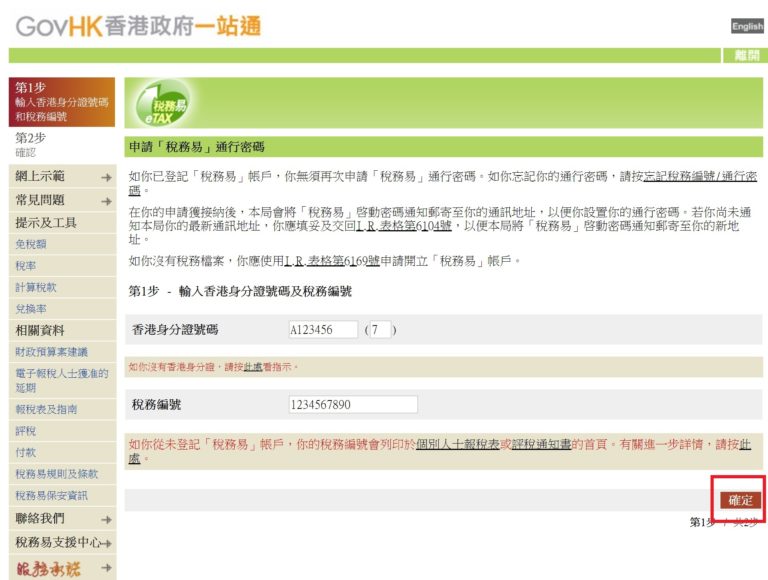 GovHK香港政府一站通
English
離開
第1步
輸入香港身分證號碼
和稅務編號
第2步
確認
網上示範
常見問題
提示及工具
免稅額
稅率
計算稅款
兌換率
相關資料
財政預算案建議
電子報稅人士獲准的
延期
報稅表及指南
評稅
付款
稅務易規則及條款
稅務易保安資訊
聯絡我們
稅務易支援中心
服務承諾
稅務易
eTAX
申請「稅務易」通行密碼
如你已登記「稅務易」帳戶，你無須再次申請「稅務易」通行密碼。如你忘記你的通行密碼，請按忘記稅務編號/通行密
碼。
在你的申請獲接納後，本局會將「稅務易」啓動密碼通知郵寄至你的通訊地址，以便你設置你的通行密碼。若你尚未通
知本局你的最新通訊地址，你應填妥及交回I.R.表格第6104號，以便本局將「稅務易」啓動密碼通知郵寄至你的新地
址。
如你沒有稅務檔案，你應使用I.R.表格第6169號申請開立「稅務易」帳戶。
第1步 - 輸入香港身分證號碼及稅務編號
香港身分證號碼 A123456 (7)
如你沒有香港身分證，請按此處看指示。
稅務編號 1234567890
如你從未登記「稅務易」帳戶，你的稅務編號會列印於個別人士報稅表或評稅通知書的首頁。有關進一步詳情，請按此
處。
確定
第1步 / 共2步